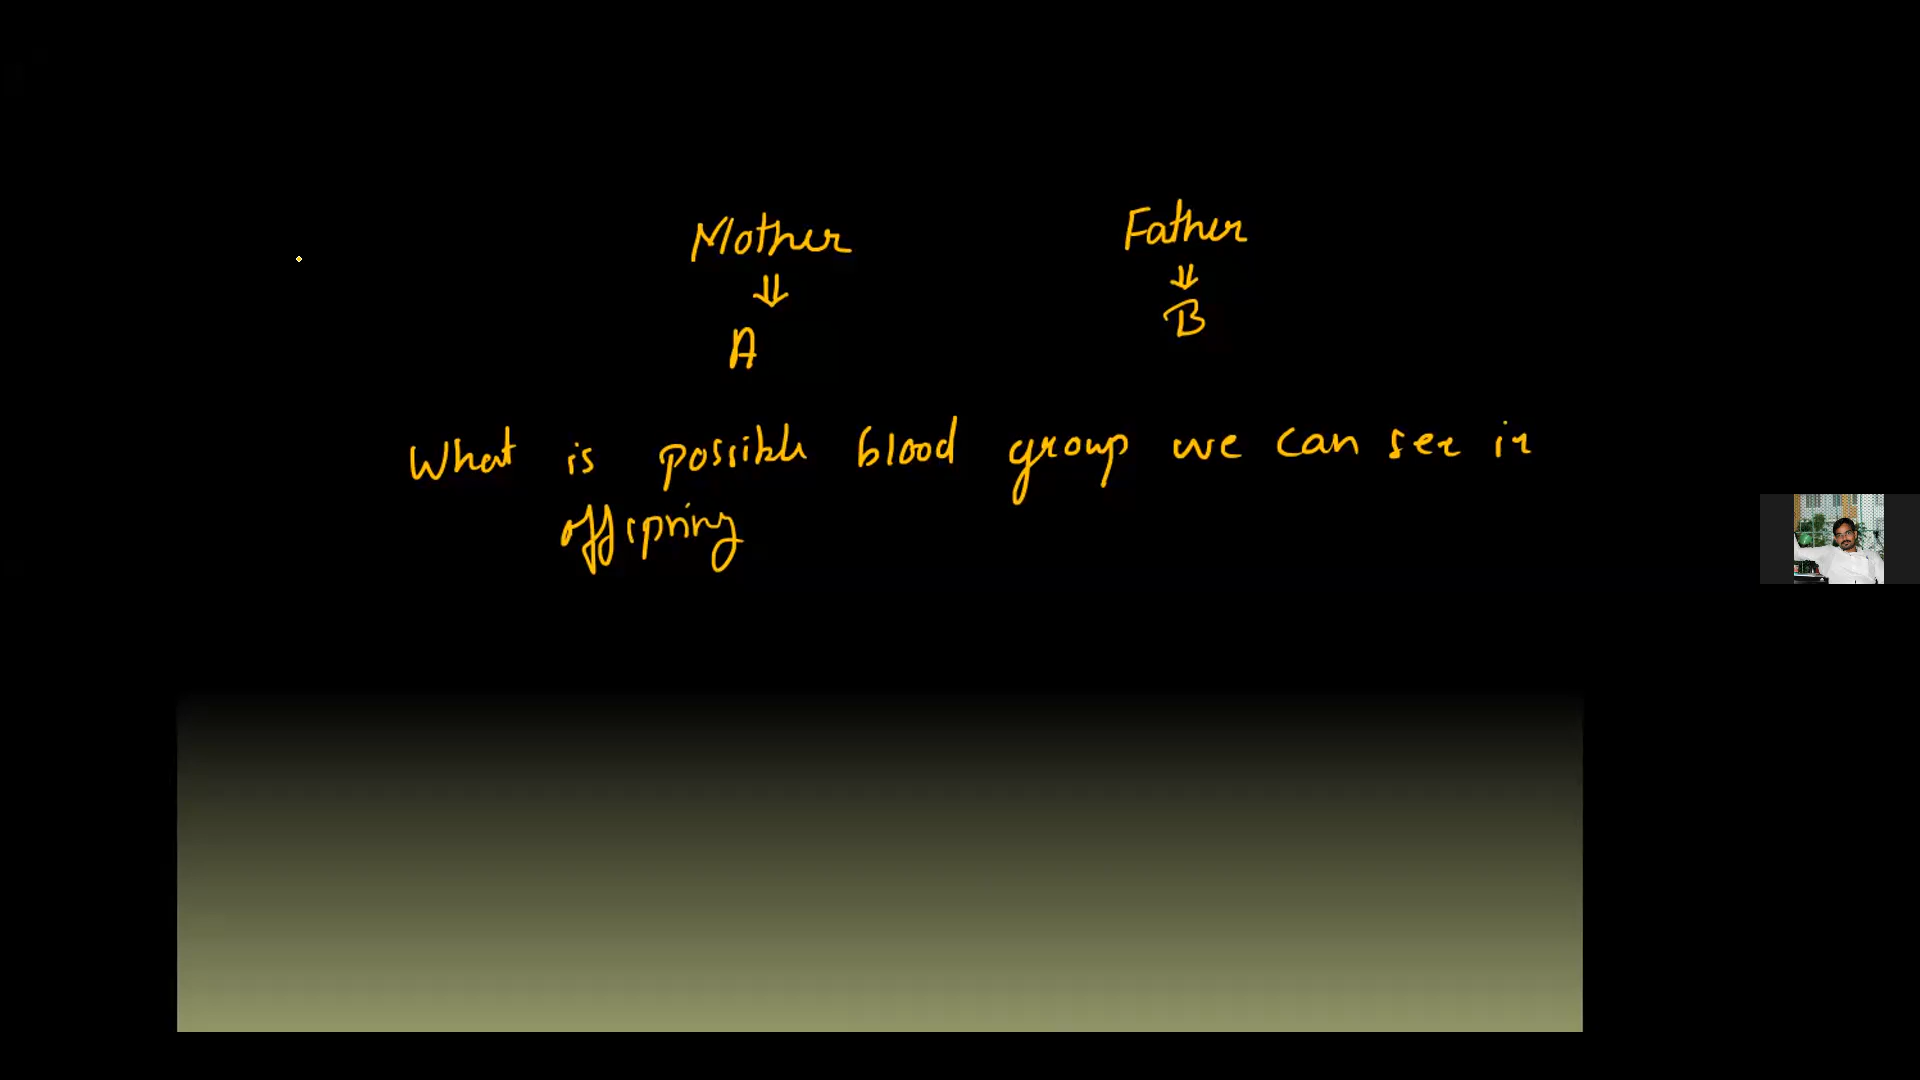 Mother Father
⇓ ⇓
A B
What is possible blood group we can see in
offspring